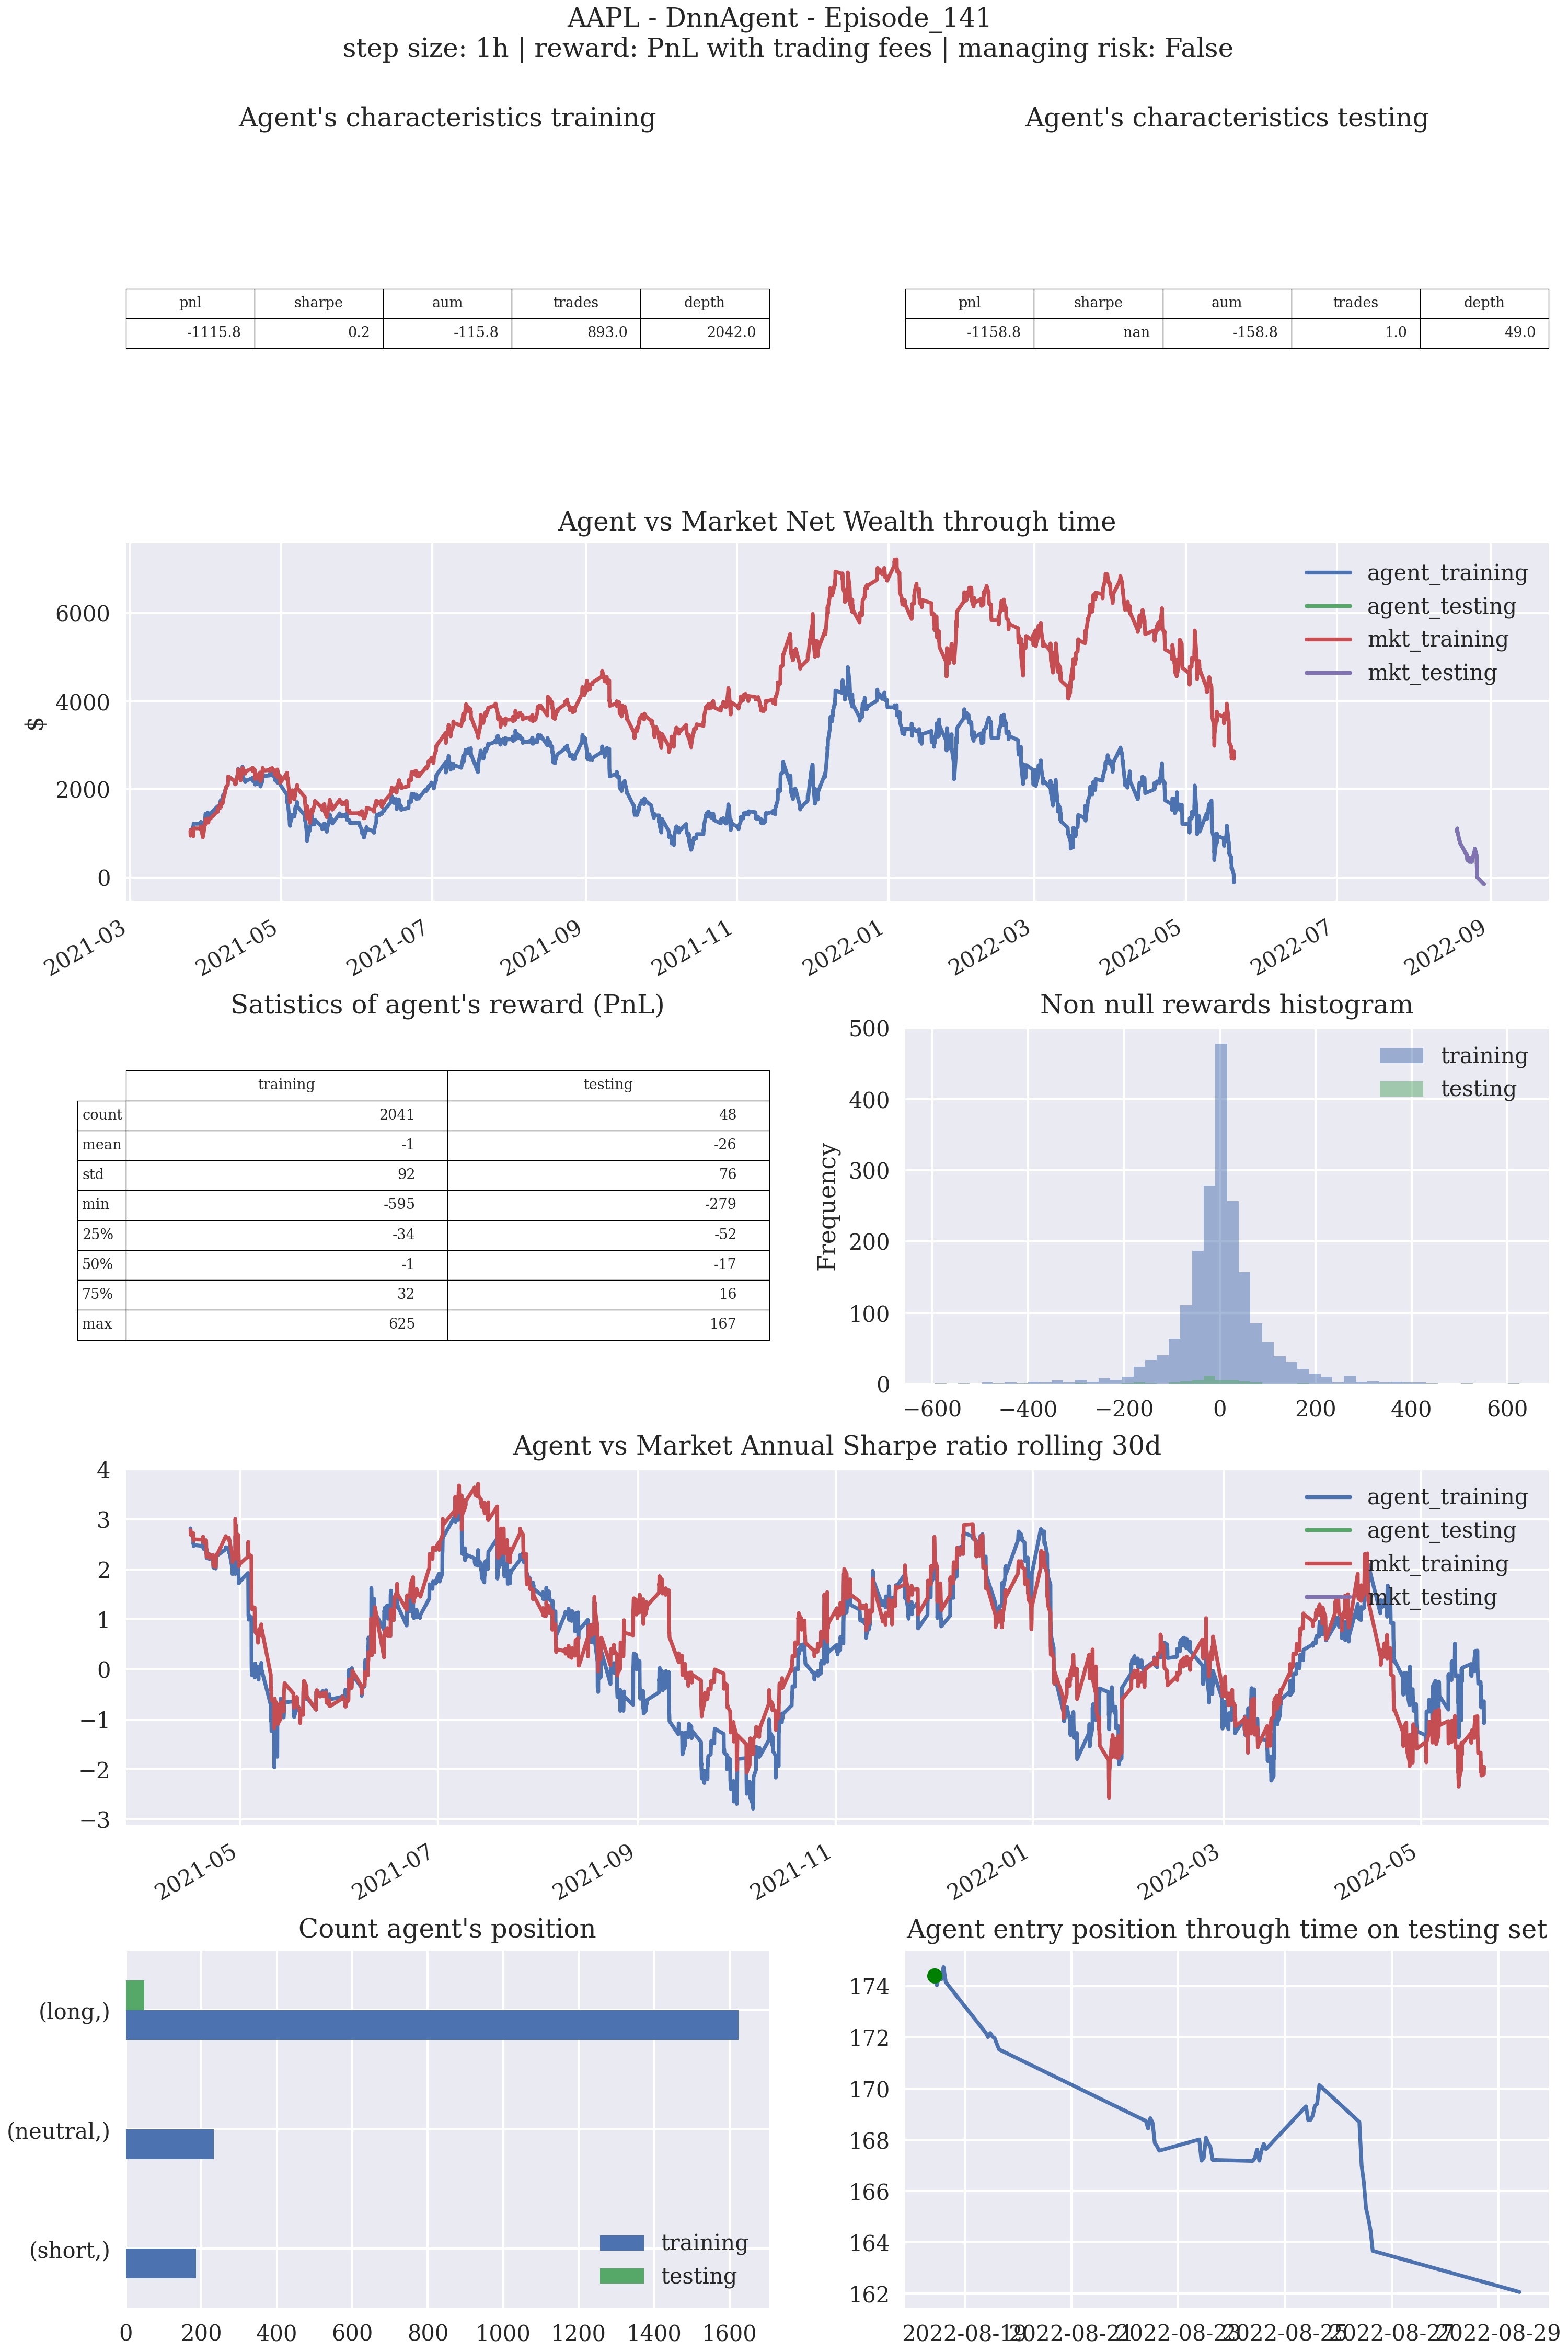 AAPL - DnnAgent - Episode_141
step size: 1h | reward: PnL with trading fees | managing risk: False
Agent's characteristics training
pnl sharpe aum trades depth
-1115.8 0.2 -115.8 893.0 2042.0
Agent's characteristics testing
pnl sharpe aum trades depth
-1158.8 nan -158.8 1.0 49.0
Agent vs Market Net Wealth through time
$
6000
4000
2000
0
agent_training
agent_testing
mkt_training
mkt_testing
2021-03 2021-05 2021-07 2021-09 2021-11 2022-01 2022-03 2022-05 2022-07 2022-09
Satistics of agent's reward (PnL)
training testing
count 2041 48
mean -1 -26
std 92 76
min -595 -279
25% -34 -52
50% -1 -17
75% 32 16
max 625 167
Non null rewards histogram
Frequency
500
400
300
200
100
0
training
testing
−600 −400 −200 0 200 400 600
Agent vs Market Annual Sharpe ratio rolling 30d
4
3
2
1
0
−1
−2
−3
agent_training
agent_testing
mkt_training
mkt_testing
2021-05 2021-07 2021-09 2021-11 2022-01 2022-03 2022-05
Count agent's position
(long,)
(neutral,)
(short,)
training
testing
0 200 400 600 800 1000 1200 1400 1600
Agent entry position through time on testing set
174
172
170
168
166
164
162
2022-08-19 2022-08-21 2022-08-23 2022-08-25 2022-08-27 2022-08-29